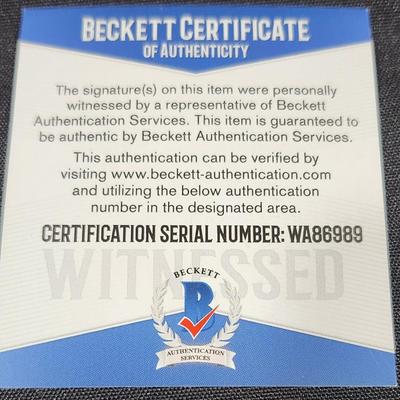 BECKETT CERTIFICATE
OF AUTHENTICITY
The signature(s) on this item were personally
witnessed by a representative of Beckett
Authentication Services. This item is guaranteed to
be authentic by Beckett Authentication Services.
This authentication can be verified by
visiting www.beckett-authentication.com
and utilizing the below authentication
number in the designated area.
CERTIFICATION SERIAL NUMBER: WA86989
WITNESSED
BECKETT
B
AUTHENTICATION
SERVICES